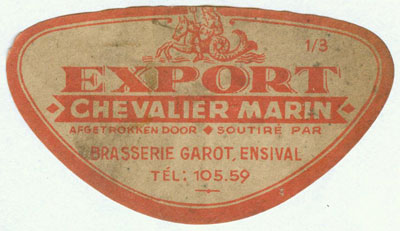 1/3
EXPORT
CHEVALIER MARIN
AFGETROKKEN DOOR ◆ SOUTIRÉ PAR
BRASSERIE GAROT, ENSIVAL
TÉL: 105.59